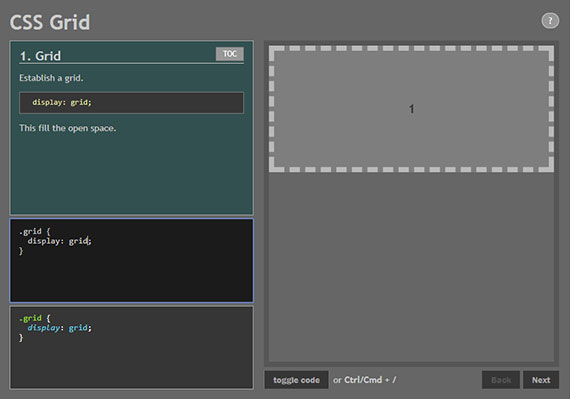 CSS Grid
?
1. Grid
TOC
Establish a grid.
display: grid;
This fill the open space.
.grid {
display: grid;
}
.grid {
display: grid;
}
1
toggle code or Ctrl/Cmd + /
Back
Next